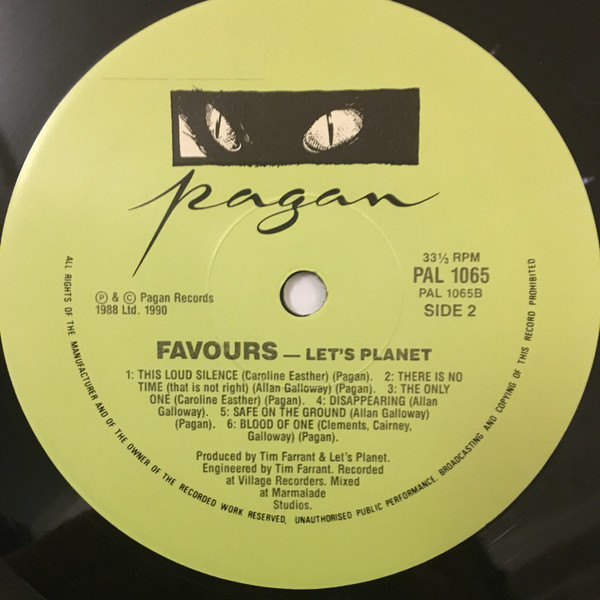 pagan
33⅓ RPM
PAL 1065
PAL 1065B
SIDE 2
Ⓟ & © Pagan Records
1988 Ltd. 1990
FAVOURS — LET'S PLANET
1: THIS LOUD SILENCE (Caroline Easther) (Pagan). 2: THERE IS NO
TIME (that is not right) (Allan Galloway) (Pagan). 3: THE ONLY
ONE (Caroline Easther) (Pagan). 4: DISAPPEARING (Allan
Galloway). 5: SAFE ON THE GROUND (Allan Galloway)
(Pagan). 6: BLOOD OF ONE (Clements, Cairney,
Galloway) (Pagan).
Produced by Tim Farrant & Let's Planet.
Engineered by Tim Farrant. Recorded
at Village Recorders. Mixed
at Marmalade
Studios.
ALL RIGHTS OF THE MANUFACTURER AND OF THE OWNER OF THE RECORDED WORK RESERVED, UNAUTHORISED PUBLIC PERFORMANCE, BROADCASTING AND COPYING OF THIS RECORD PROHIBITED